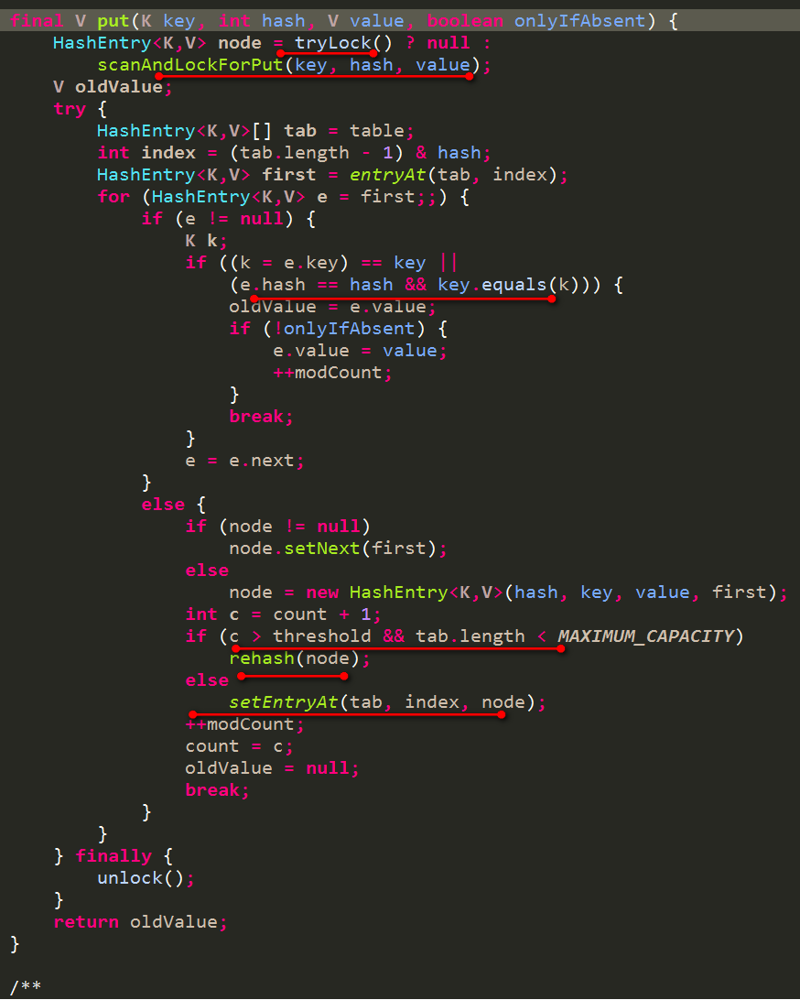 final V put(K key, int hash, V value, boolean onlyIfAbsent) {
    HashEntry<K,V> node = tryLock() ? null :
        scanAndLockForPut(key, hash, value);
    V oldValue;
    try {
        HashEntry<K,V>[] tab = table;
        int index = (tab.length - 1) & hash;
        HashEntry<K,V> first = entryAt(tab, index);
        for (HashEntry<K,V> e = first;;) {
            if (e != null) {
                K k;
                if ((k = e.key) == key ||
                    (e.hash == hash && key.equals(k))) {
                    oldValue = e.value;
                    if (!onlyIfAbsent) {
                        e.value = value;
                        ++modCount;
                    }
                    break;
                }
                e = e.next;
            }
            else {
                if (node != null)
                    node.setNext(first);
                else
                    node = new HashEntry<K,V>(hash, key, value, first);
                int c = count + 1;
                if (c > threshold && tab.length < MAXIMUM_CAPACITY)
                    rehash(node);
                else
                    setEntryAt(tab, index, node);
                ++modCount;
                count = c;
                oldValue = null;
                break;
            }
        }
    } finally {
        unlock();
    }
    return oldValue;
}
/**